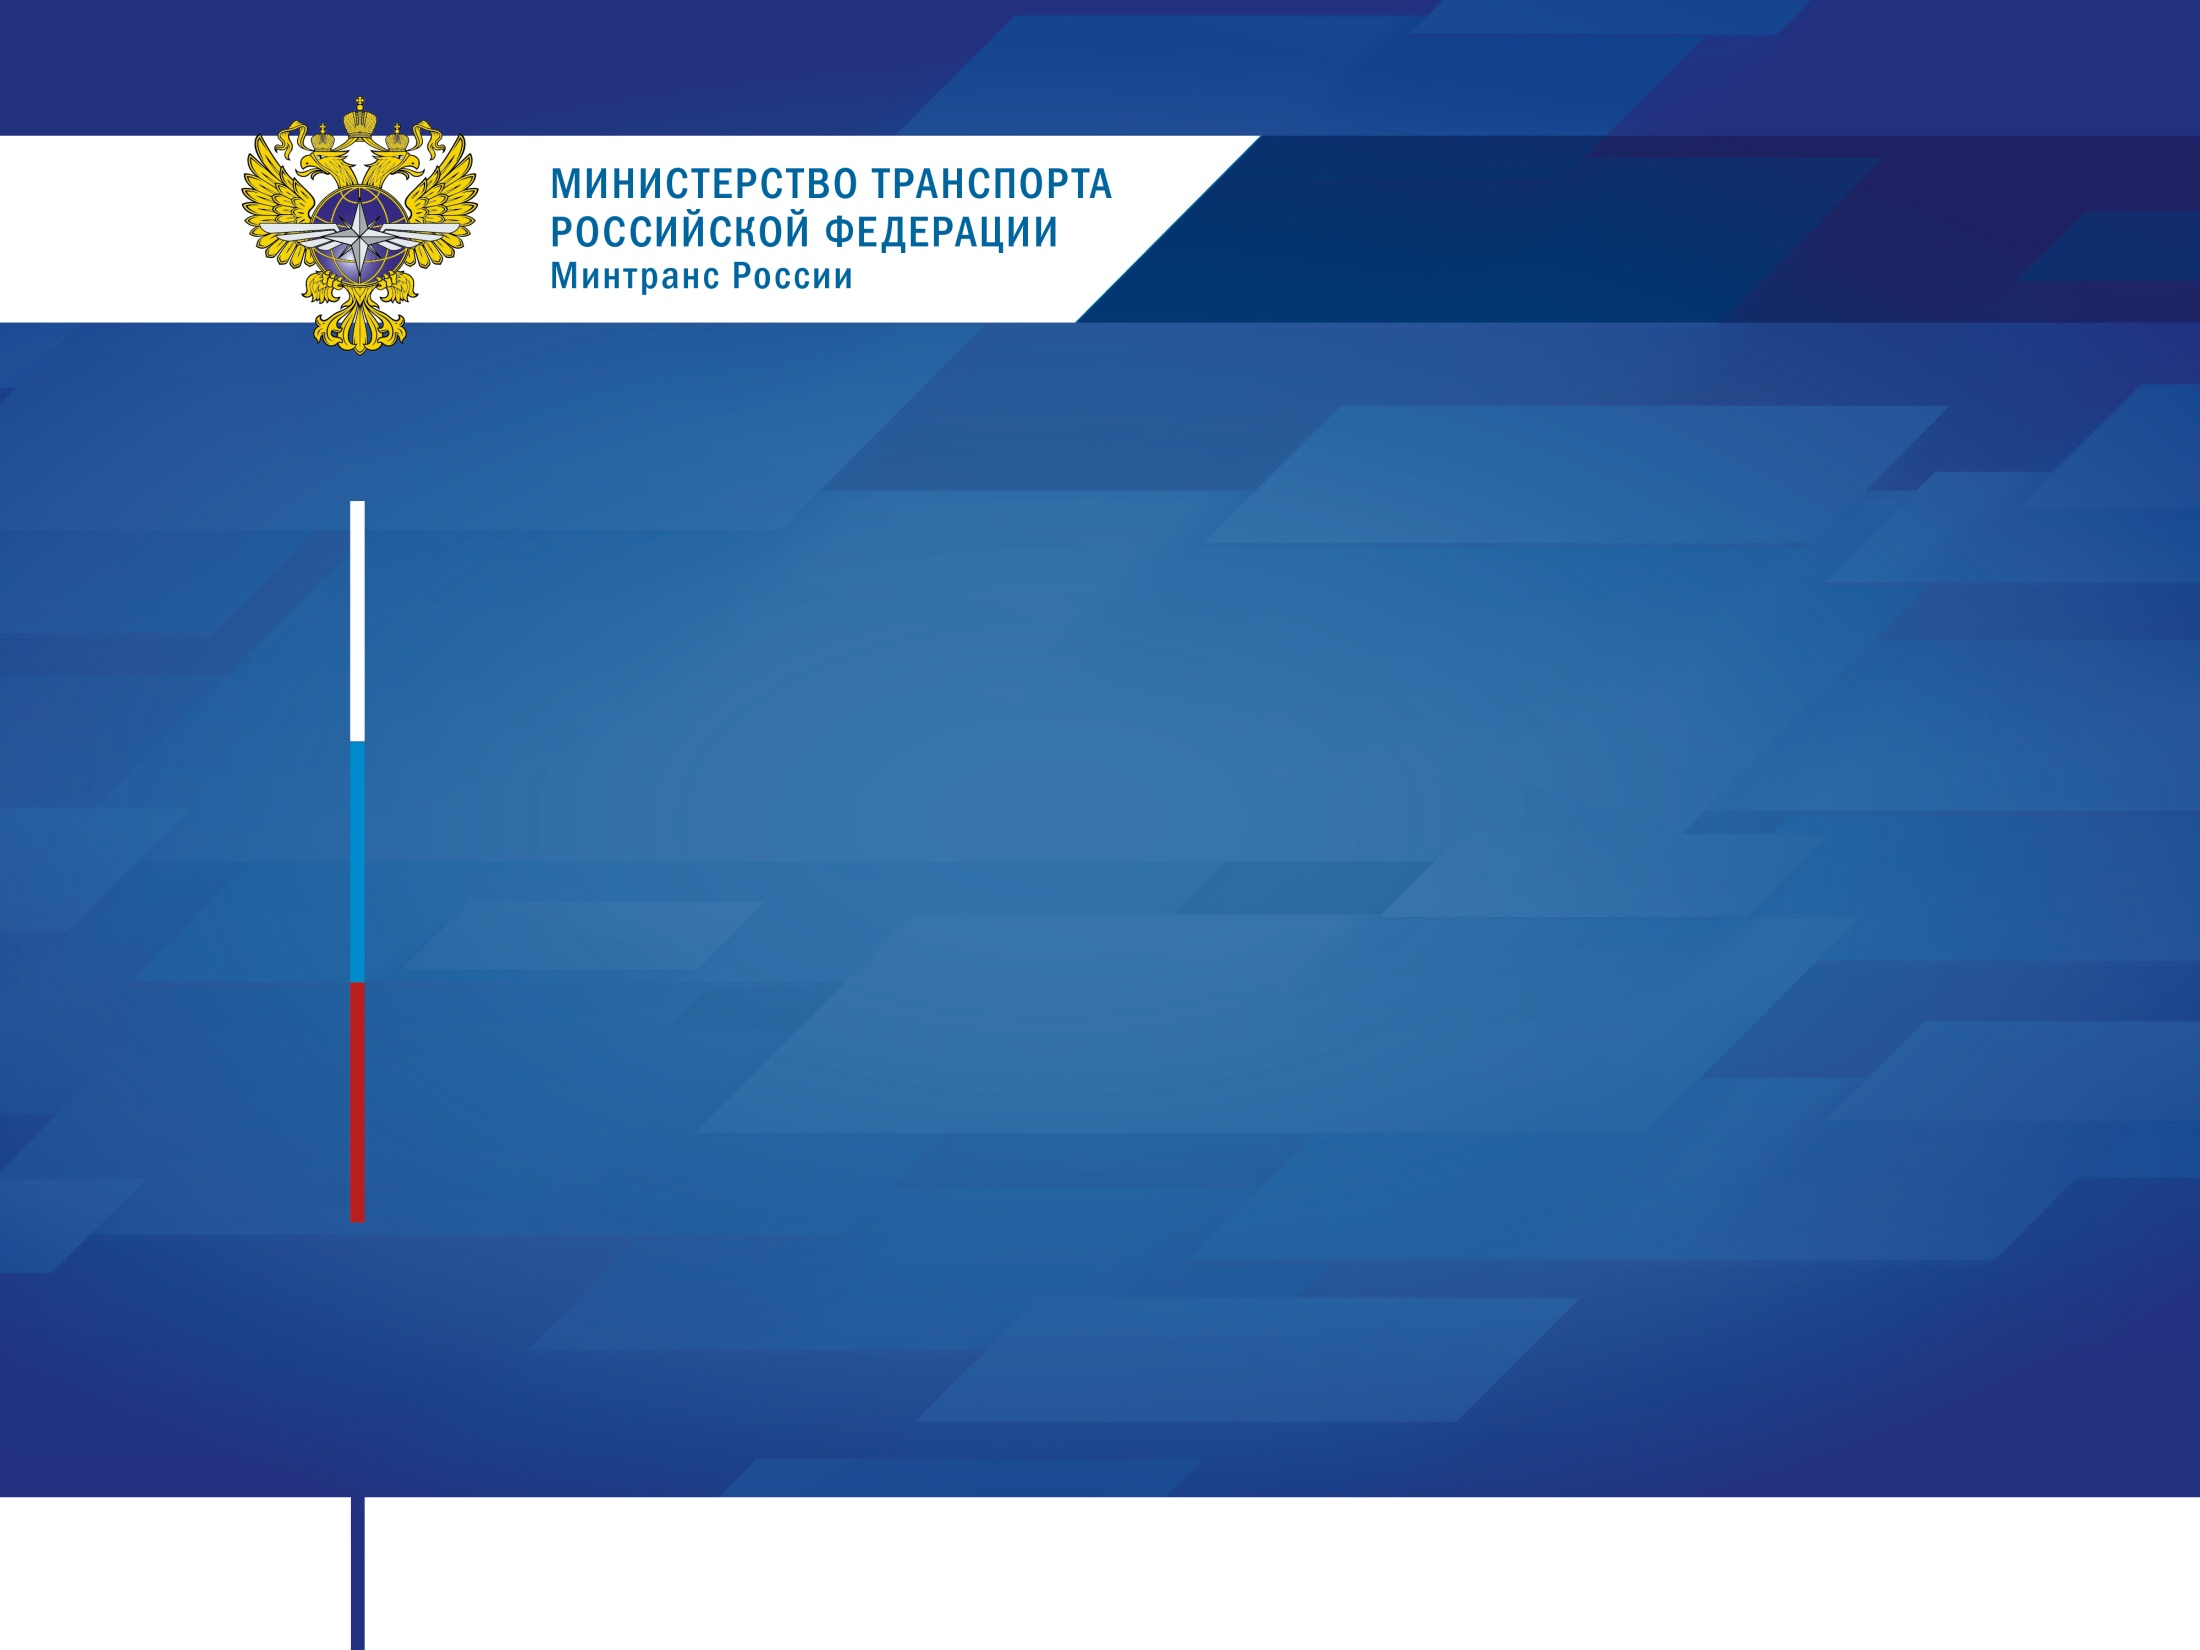 МИНИСТЕРСТВО ТРАНСПОРТА
РОССИЙСКОЙ ФЕДЕРАЦИИ
Минтранс России